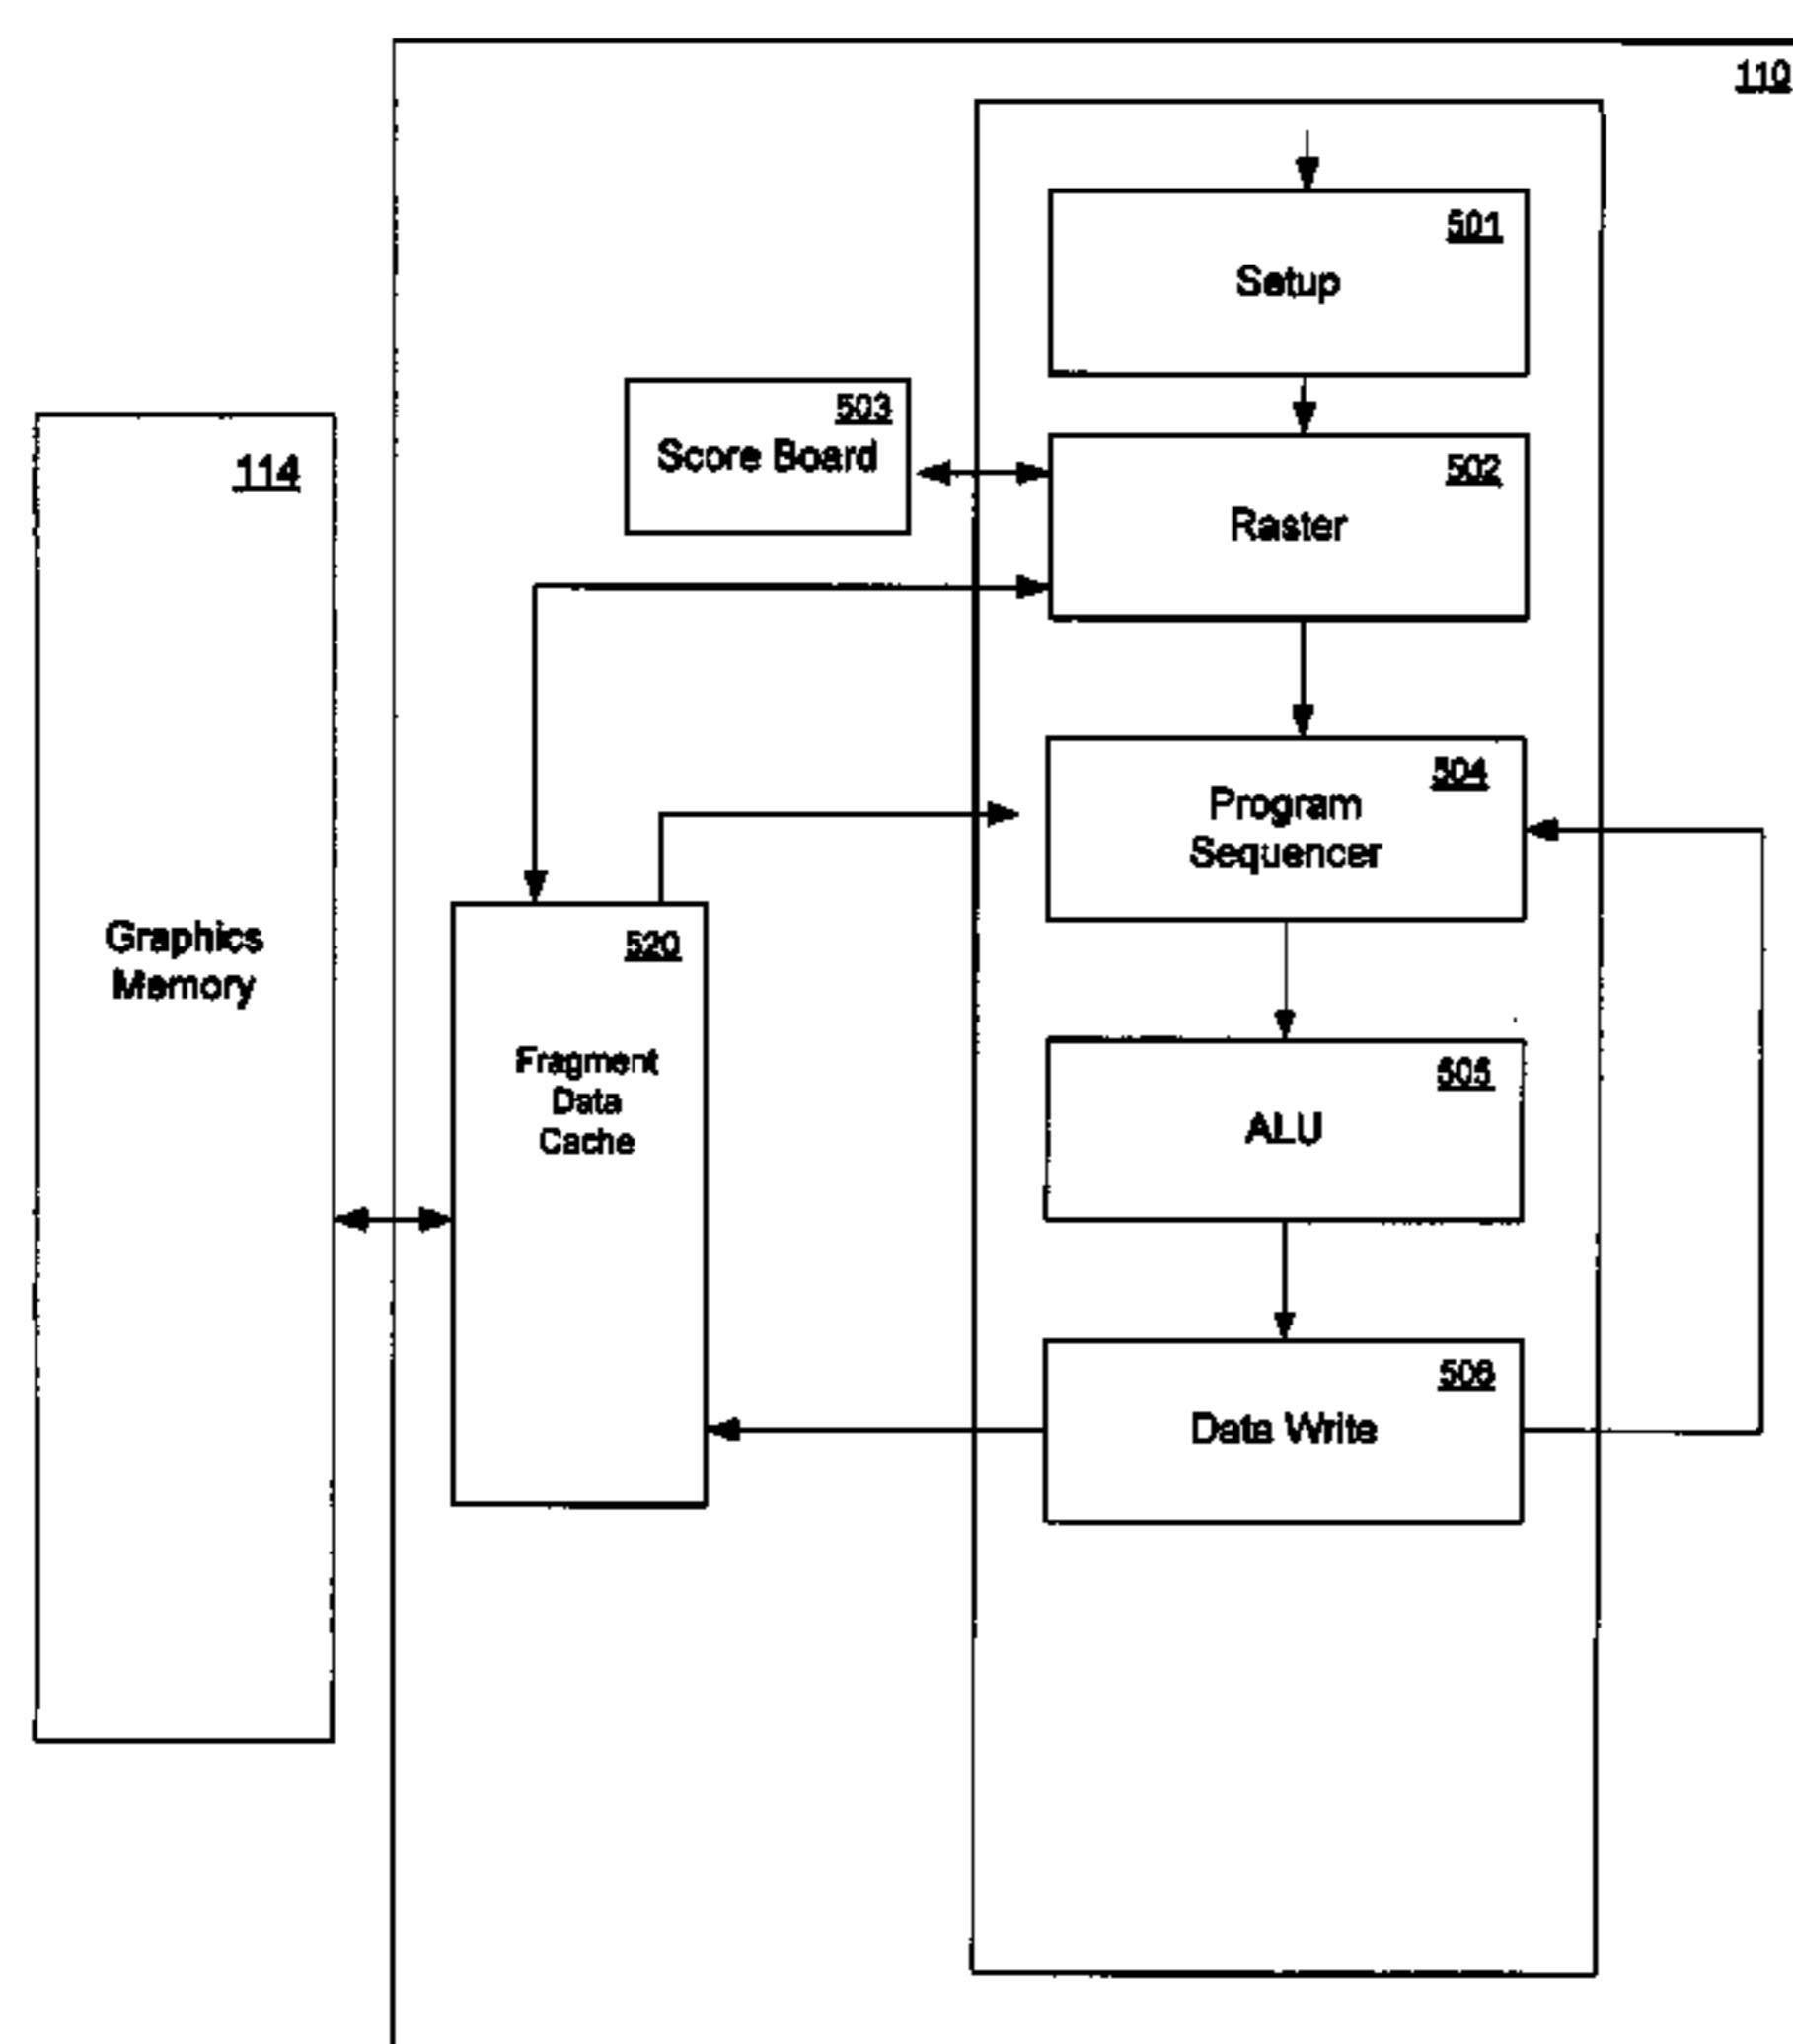 110
501
Setup
503
Score Board
502
Raster
114
Graphics
Memory
504
Program
Sequencer
520
Fragment
Data
Cache
505
ALU
506
Data Write